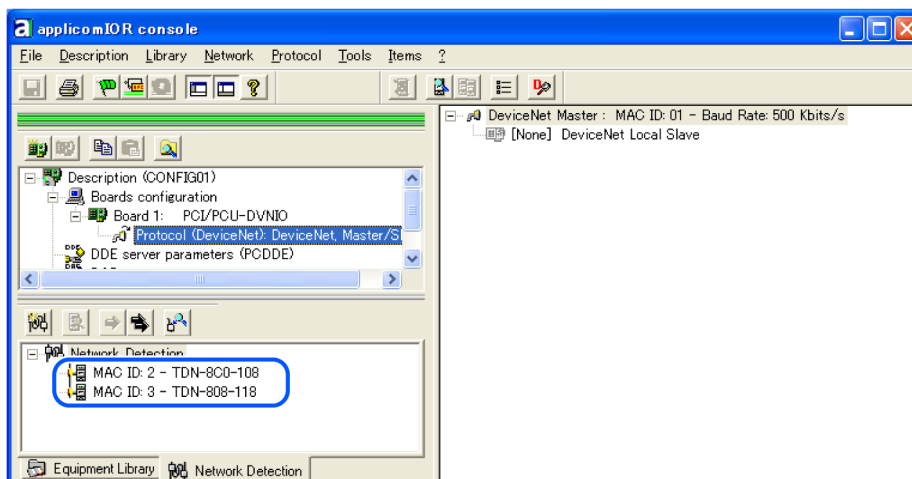 applicomIOR console
File Description Library Network Protocol Tools Items ?
DeviceNet Master : MAC ID: 01 - Baud Rate: 500 Kbits/s
[None] DeviceNet Local Slave
Description (CONFIG01)
Boards configuration
Board 1: PCI/PCU-DVNIO
Protocol (DeviceNet): DeviceNet, Master/S
DDE server parameters (PCDDE)
Network Detection
MAC ID: 2 - TDN-8C0-108
MAC ID: 3 - TDN-808-118
Equipment Library Network Detection